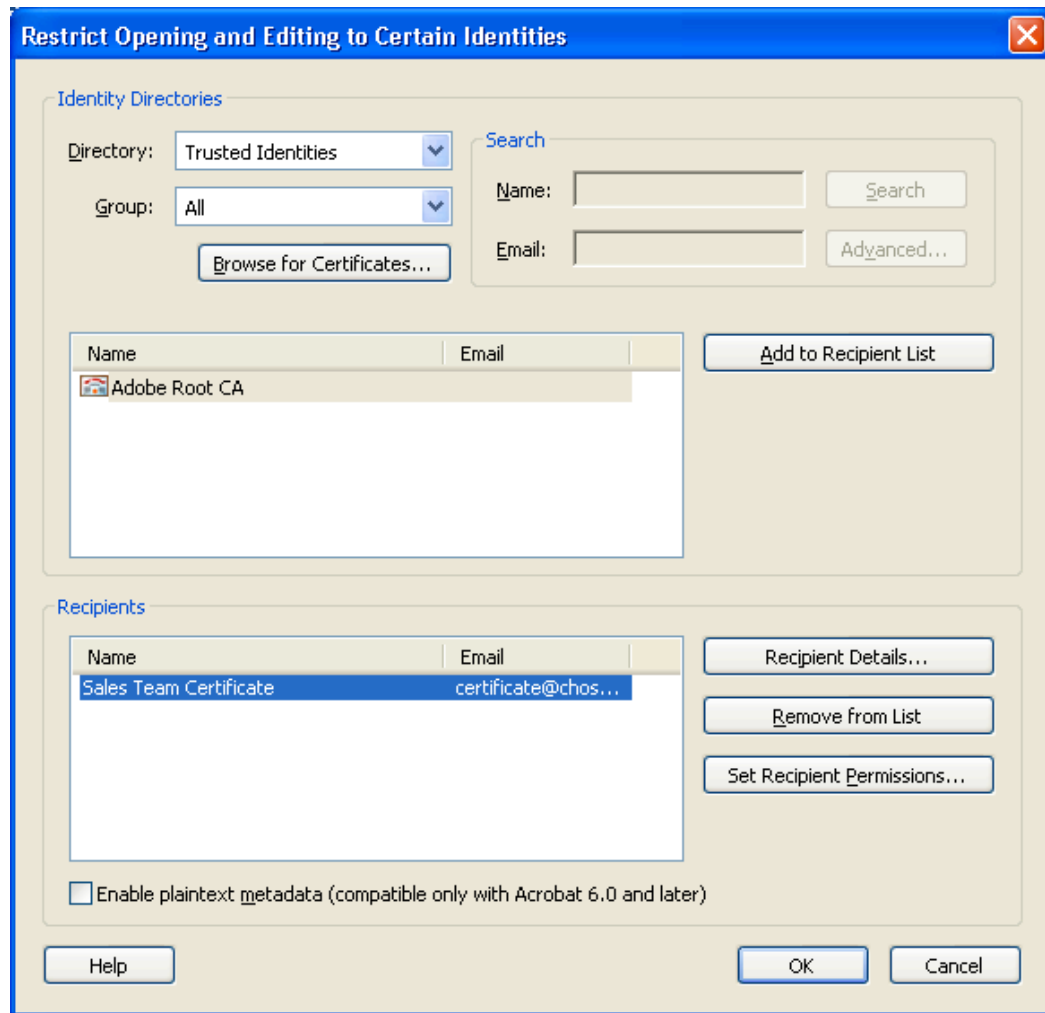 Restrict Opening and Editing to Certain Identities
Identity Directories
Directory: Trusted Identities
Group: All
Browse for Certificates...
Search
Name: Search
Email: Advanced...
Name Email
Adobe Root CA
Add to Recipient List
Recipients
Name Email
Sales Team Certificate certificate@chos...
Recipient Details...
Remove from List
Set Recipient Permissions...
Enable plaintext metadata (compatible only with Acrobat 6.0 and later)
Help OK Cancel